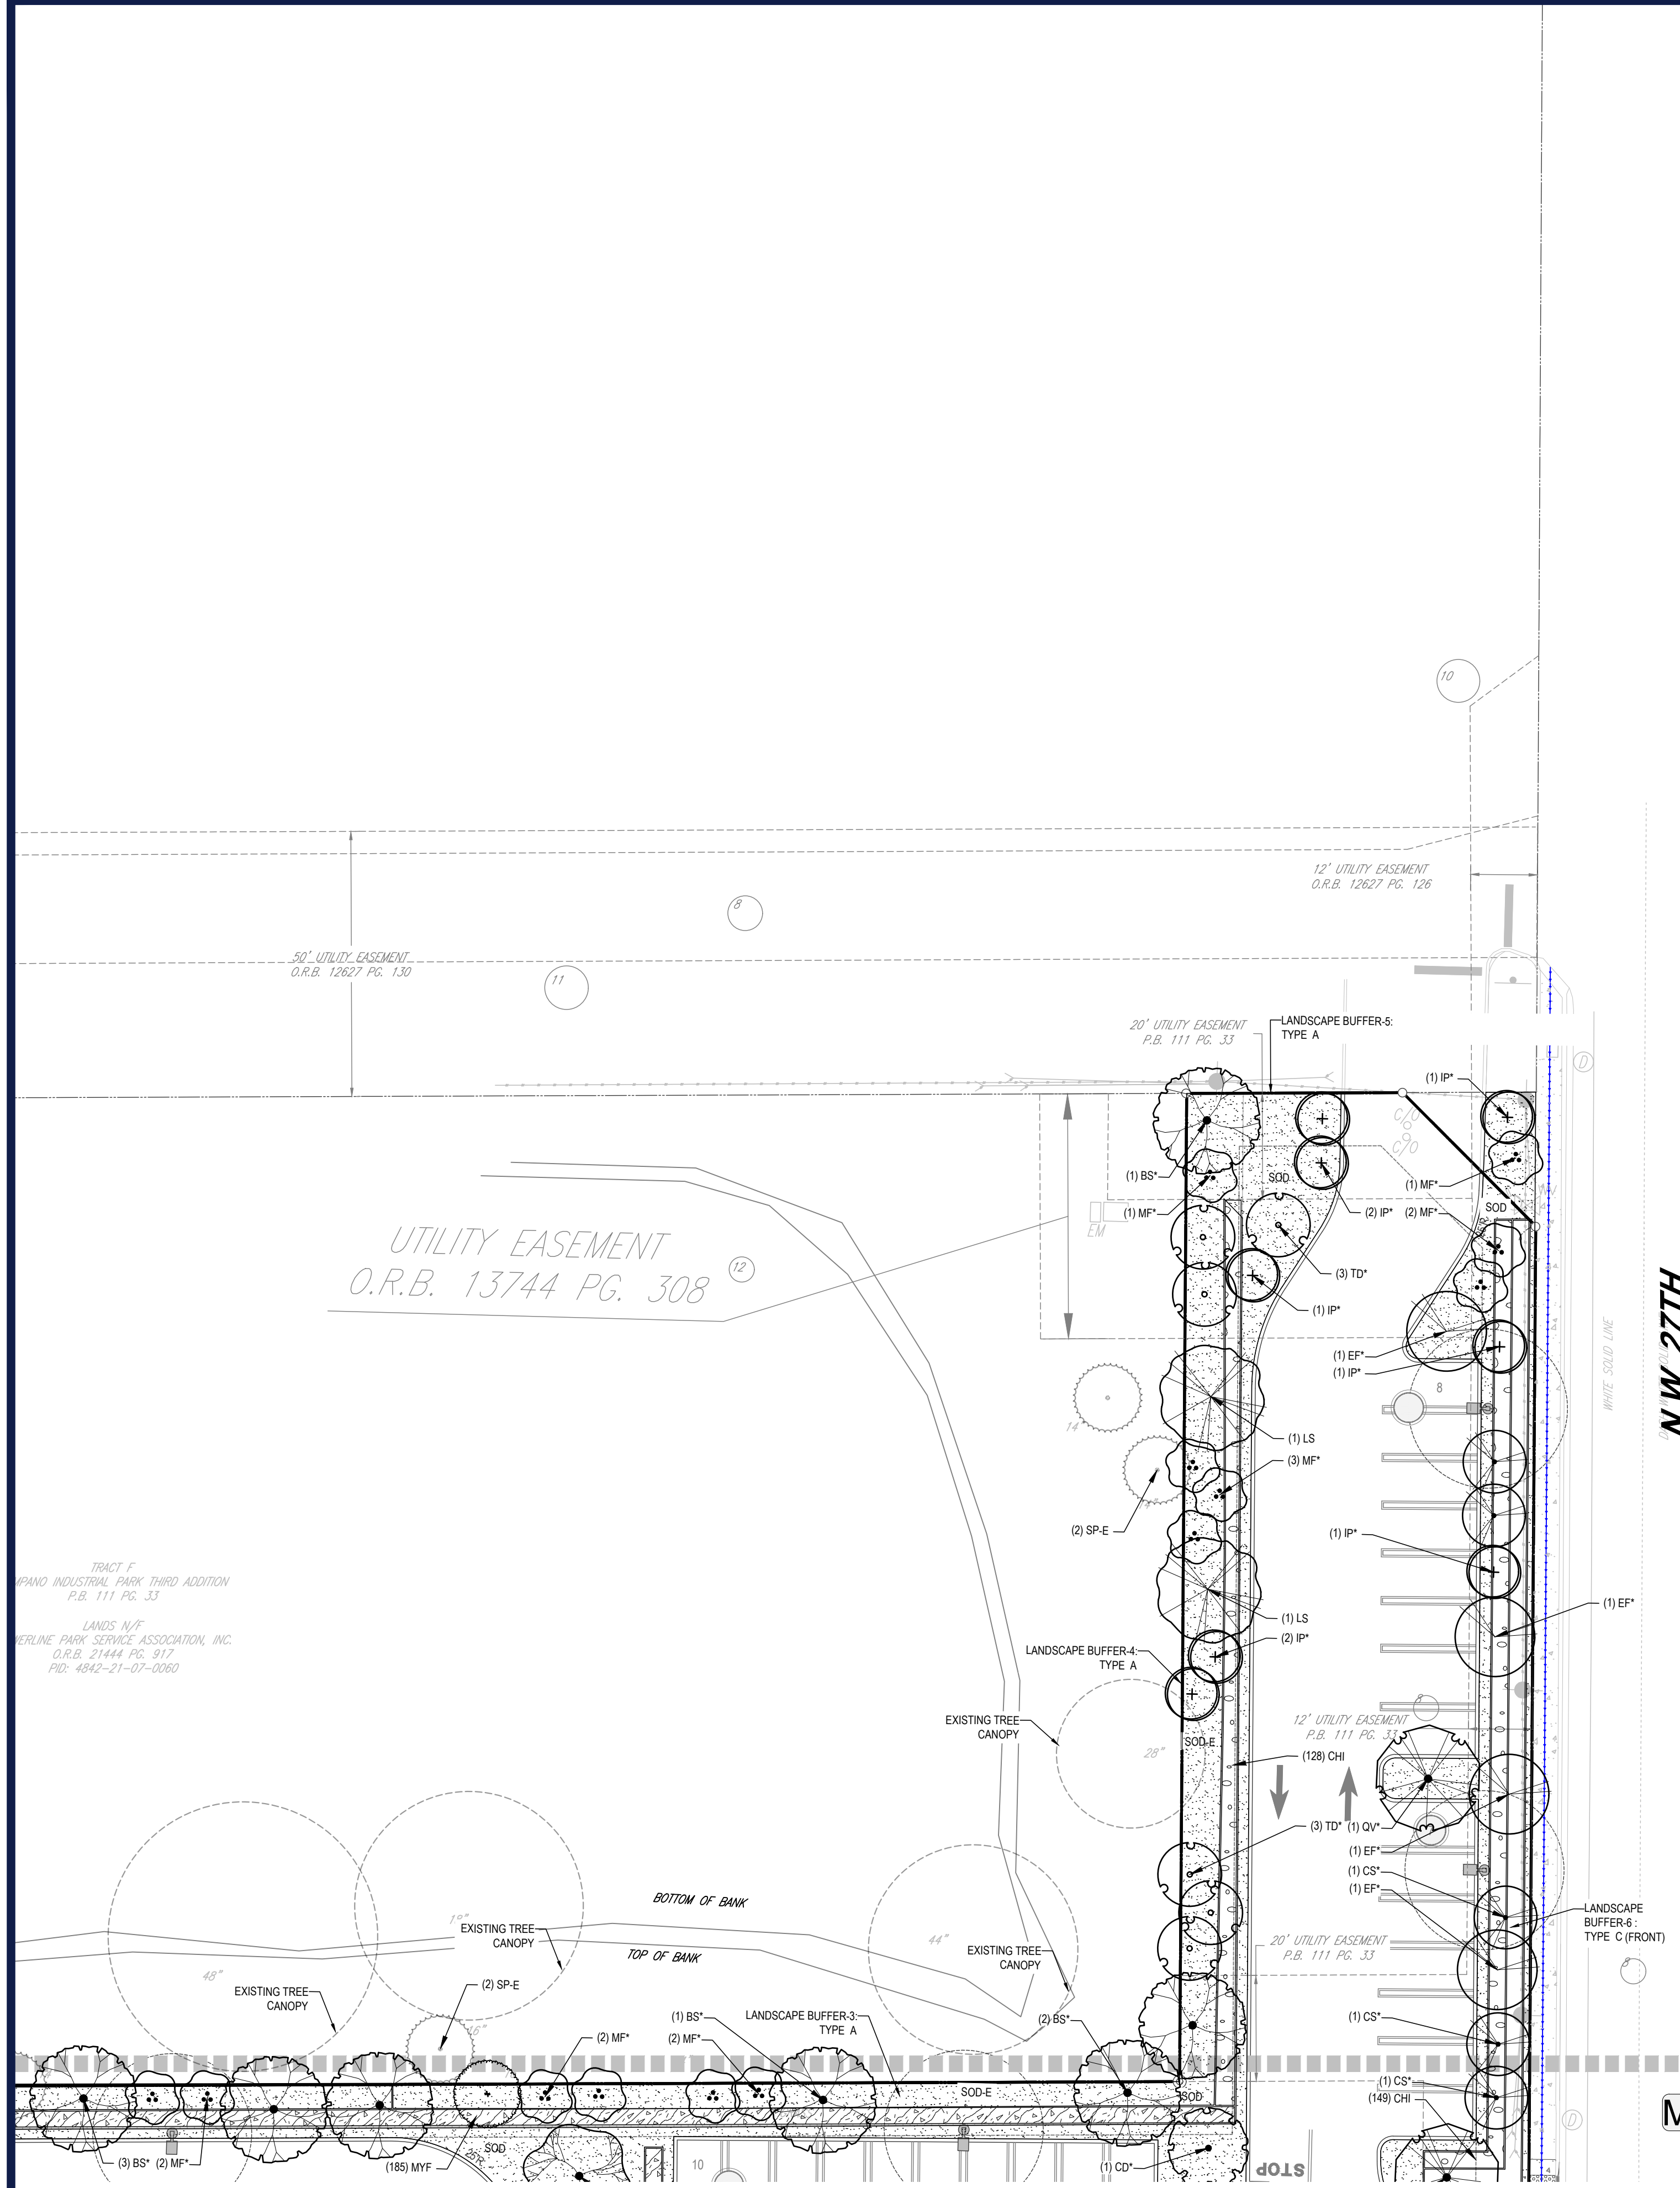 10
12' UTILITY EASEMENT
O.R.B. 12627 PG. 126
8
50' UTILITY EASEMENT
O.R.B. 12627 PG. 130
11
20' UTILITY EASEMENT
P.B. 111 PG. 33
LANDSCAPE BUFFER-5:
TYPE A
D
(1) IP*
C/O
C/O
(1) BS*
SOD
(1) MF*
(1) MF*
(2) IP*
(2) MF*
SOD
EM
UTILITY EASEMENT
O.R.B. 13744 PG. 308
12
(3) TD*
(1) IP*
NW 27TH
(1) EF*
(1) IP*
WHITE SOLID LINE
8
14"
(1) LS
(3) MF*
(2) SP-E
(1) IP*
TRACT F
MPANO INDUSTRIAL PARK THIRD ADDITION
P.B. 111 PG. 33
LANDS N/F
WERLINE PARK SERVICE ASSOCIATION, INC.
O.R.B. 21444 PG. 917
PID: 4842-21-07-0060
(1) EF*
(1) LS
(2) IP*
LANDSCAPE BUFFER-4:
TYPE A
EXISTING TREE
CANOPY
12' UTILITY EASEMENT
P.B. 111 PG. 33
SOD-E
28"
(128) CHI
(3) TD*
(1) QV*
(1) EF*
(1) CS*
(1) EF*
BOTTOM OF BANK
LANDSCAPE
BUFFER-6 :
TYPE C (FRONT)
EXISTING TREE
CANOPY
44"
20' UTILITY EASEMENT
P.B. 111 PG. 33
TOP OF BANK
EXISTING TREE
CANOPY
48"
(2) SP-E
EXISTING TREE
CANOPY
(1) BS*
LANDSCAPE BUFFER-3:
TYPE A
(2) BS*
(1) CS*
(2) MF*
(2) MF*
(1) CS*
(149) CHI
SOD-E
SOD
M
D
SOD
25'R
(3) BS*
(2) MF*
(185) MYF
10
(1) CD*
STOP